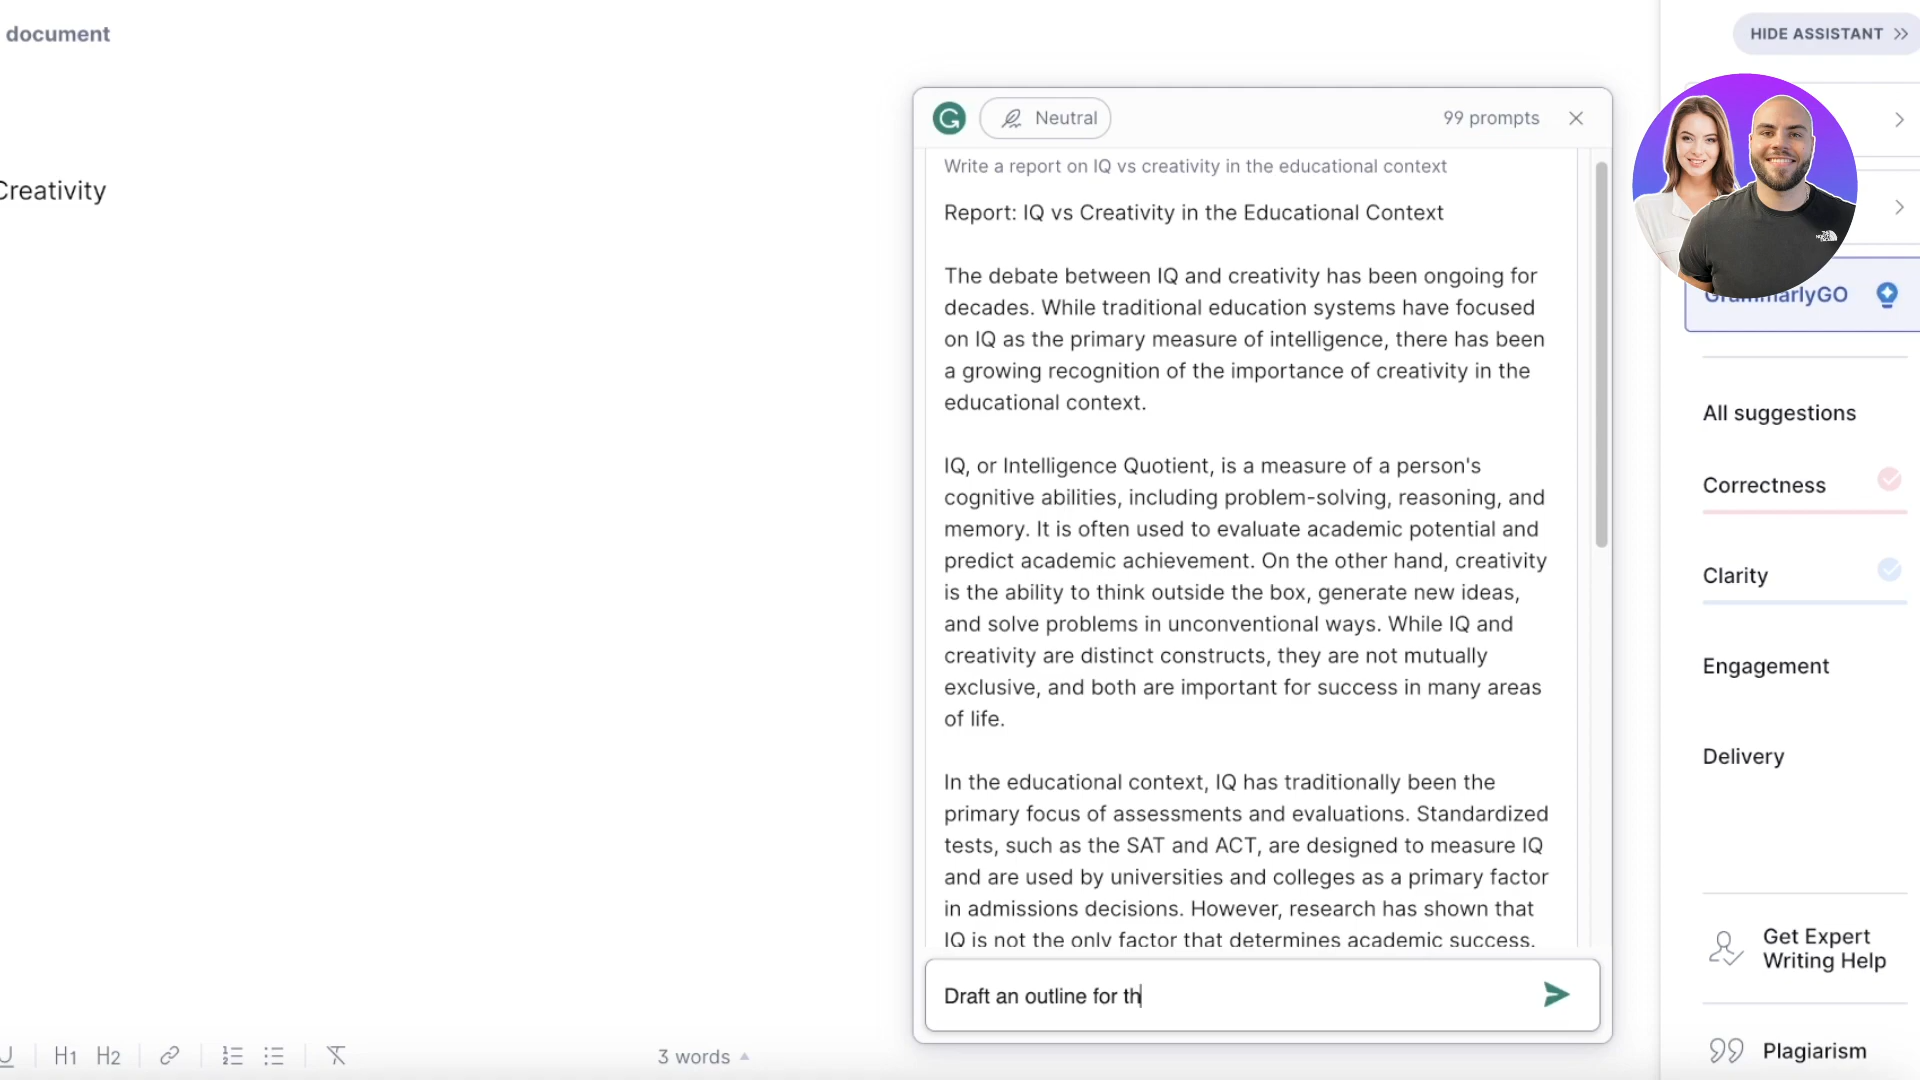 document
HIDE ASSISTANT
Creativity
Neutral
99 prompts
Write a report on IQ vs creativity in the educational context
Report: IQ vs Creativity in the Educational Context
The debate between IQ and creativity has been ongoing for
decades. While traditional education systems have focused
on IQ as the primary measure of intelligence, there has been
a growing recognition of the importance of creativity in the
educational context.
IQ, or Intelligence Quotient, is a measure of a person's
cognitive abilities, including problem-solving, reasoning, and
memory. It is often used to evaluate academic potential and
predict academic achievement. On the other hand, creativity
is the ability to think outside the box, generate new ideas,
and solve problems in unconventional ways. While IQ and
creativity are distinct constructs, they are not mutually
exclusive, and both are important for success in many areas
of life.
In the educational context, IQ has traditionally been the
primary focus of assessments and evaluations. Standardized
tests, such as the SAT and ACT, are designed to measure IQ
and are used by universities and colleges as a primary factor
in admissions decisions. However, research has shown that
IQ is not the only factor that determines academic success.
Draft an outline for th
THE NORTH FACE
GrammarlyGO
All suggestions
Correctness
Clarity
Engagement
Delivery
Get Expert
Writing Help
Plagiarism
U H1 H2
3 words